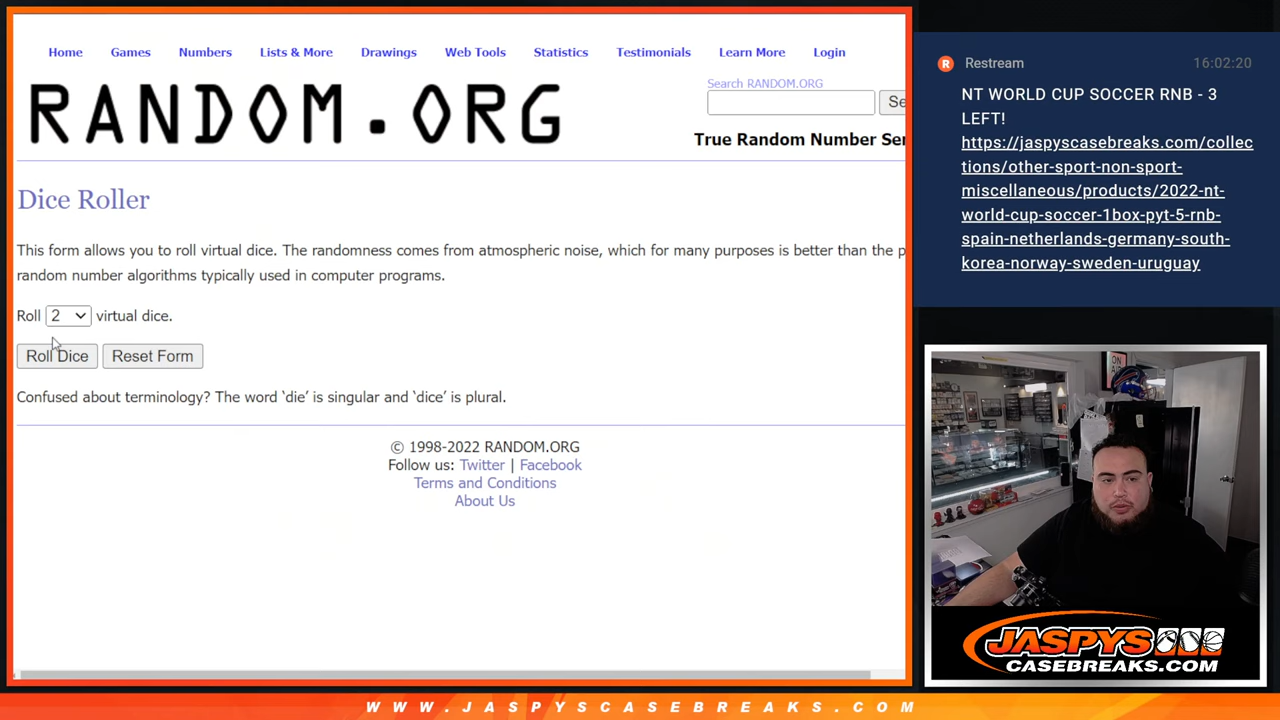 Home Games Numbers Lists & More Drawings Web Tools Statistics Testimonials Learn More Login
RANDOM.ORG
Search RANDOM.ORG
Se
True Random Number Ser
Dice Roller
This form allows you to roll virtual dice. The randomness comes from atmospheric noise, which for many purposes is better than the p
random number algorithms typically used in computer programs.
Roll 2 virtual dice.
Roll Dice Reset Form
Confused about terminology? The word ‘die’ is singular and ‘dice’ is plural.
© 1998-2022 RANDOM.ORG
Follow us: Twitter | Facebook
Terms and Conditions
About Us
R Restream 16:02:20
NT WORLD CUP SOCCER RNB - 3
LEFT!
https://jaspyscasebreaks.com/collec
tions/other-sport-non-sport-
miscellaneous/products/2022-nt-
world-cup-soccer-1box-pyt-5-rnb-
spain-netherlands-germany-south-
korea-norway-sweden-uruguay
JASPYS
CASEBREAKS.COM
WWW.JASPYSCASEBREAKS.COM